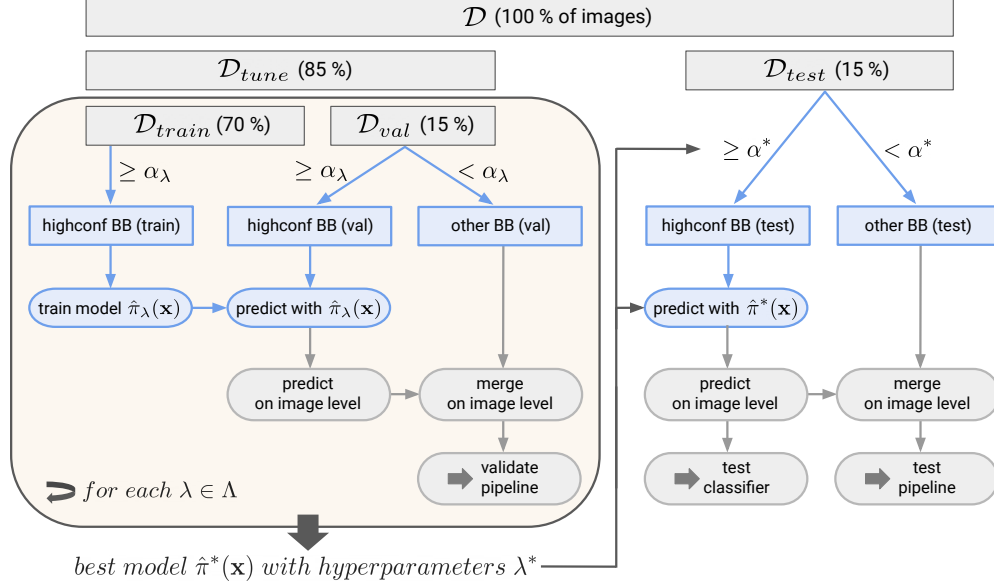 𝒟 (100 % of images)
𝒟_tune (85 %)
𝒟_test (15 %)
𝒟_train (70 %)
𝒟_val (15 %)
≥ α_λ
≥ α_λ
< α_λ
≥ α*
< α*
highconf BB (train)
highconf BB (val)
other BB (val)
highconf BB (test)
other BB (test)
train model π̂_λ(x)
predict with π̂_λ(x)
predict with π̂*(x)
predict
on image level
merge
on image level
predict
on image level
merge
on image level
validate
pipeline
test
classifier
test
pipeline
for each λ ∈ Λ
best model π̂*(x) with hyperparameters λ*